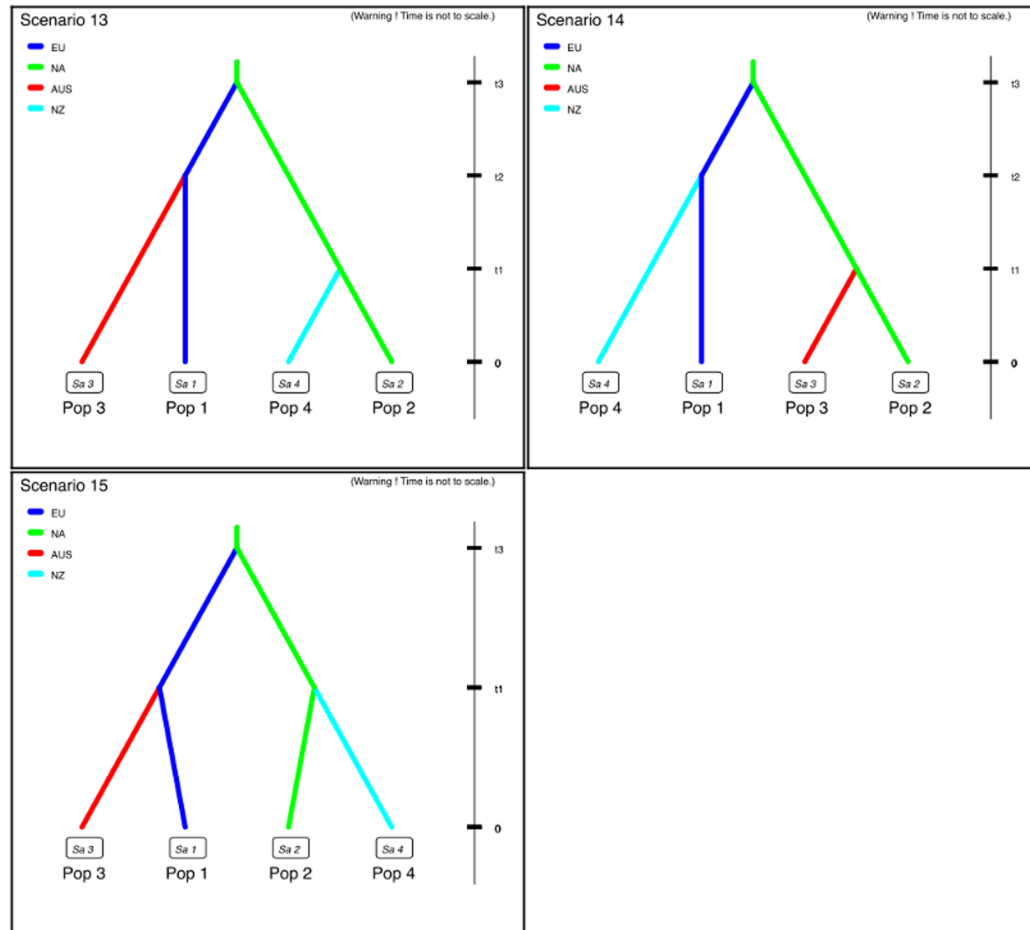 Scenario 13
(Warning ! Time is not to scale.)
EU
NA
AUS
NZ
t3
t2
t1
0
Sa 3
Sa 1
Sa 4
Sa 2
Pop 3
Pop 1
Pop 4
Pop 2
Scenario 14
(Warning ! Time is not to scale.)
EU
NA
AUS
NZ
t3
t2
t1
0
Sa 4
Sa 1
Sa 3
Sa 2
Pop 4
Pop 1
Pop 3
Pop 2
Scenario 15
(Warning ! Time is not to scale.)
EU
NA
AUS
NZ
t3
t1
0
Sa 3
Sa 1
Sa 2
Sa 4
Pop 3
Pop 1
Pop 2
Pop 4